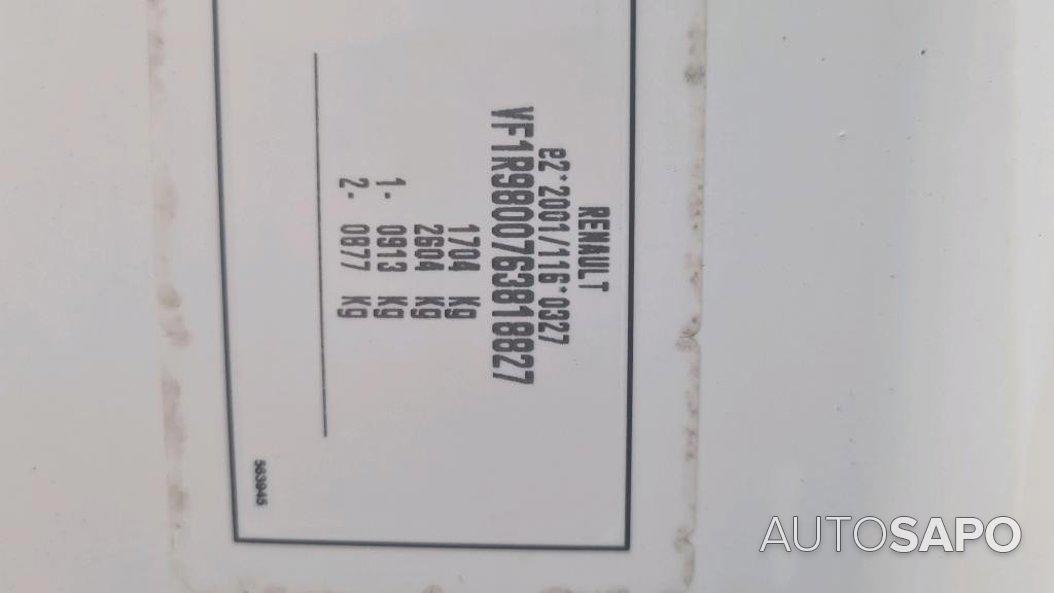 RENAULT
e2*2001/116*0327
VF1R9800763818827
1704 Kg
2604 Kg
1- 0913 Kg
2- 0877 Kg
563945
AUTOSAPO